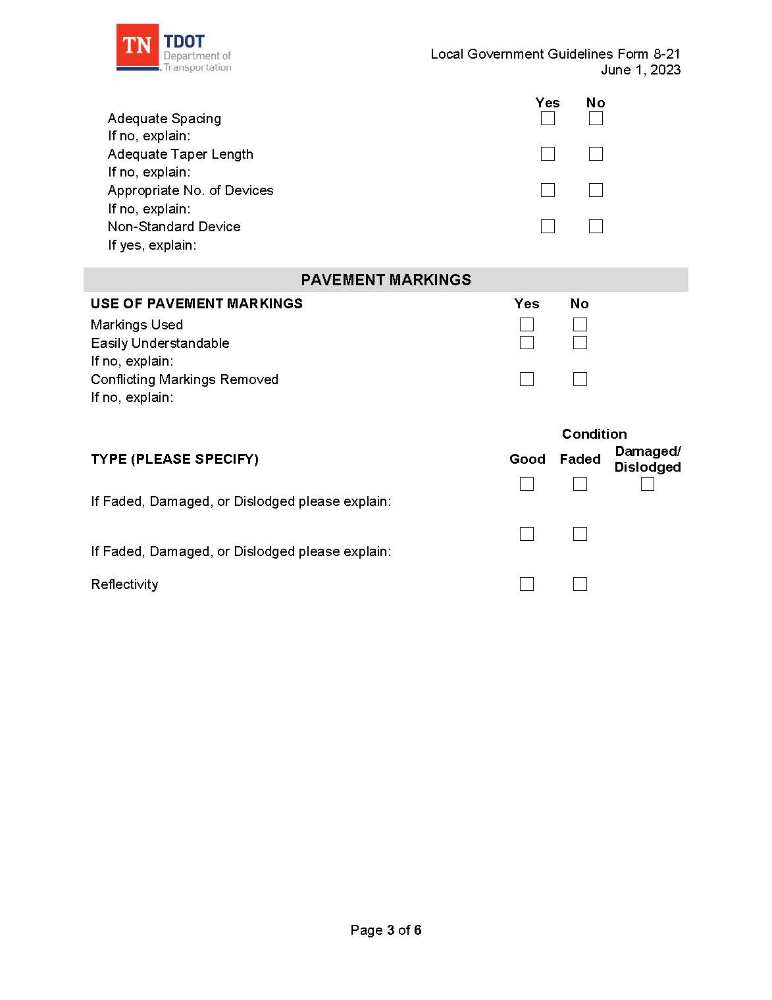 TN TDOT
Department of
Transportation
Local Government Guidelines Form 8-21
June 1, 2023
Yes No
Adequate Spacing ☐ ☐
If no, explain:
Adequate Taper Length ☐ ☐
If no, explain:
Appropriate No. of Devices ☐ ☐
If no, explain:
Non-Standard Device ☐ ☐
If yes, explain:
PAVEMENT MARKINGS
USE OF PAVEMENT MARKINGS Yes No
Markings Used ☐ ☐
Easily Understandable ☐ ☐
If no, explain:
Conflicting Markings Removed ☐ ☐
If no, explain:
Condition
TYPE (PLEASE SPECIFY) Good Faded Damaged/
Dislodged
☐ ☐ ☐
If Faded, Damaged, or Dislodged please explain:
☐ ☐
If Faded, Damaged, or Dislodged please explain:
Reflectivity ☐ ☐
Page 3 of 6